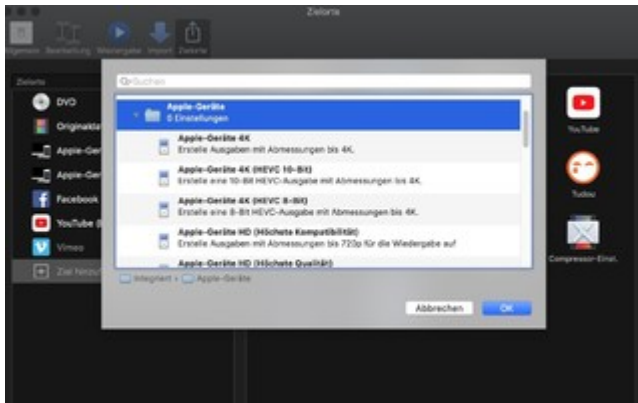 Zielorte
Allgemein Bearbeitung Wiedergabe Import Zielorte
Zielorte
Suchen
Apple-Geräte
6 Einstellungen
Apple-Geräte 4K
Erstelle Ausgaben mit Abmessungen bis 4K.
Apple-Geräte 4K (HEVC 10-Bit)
Erstelle eine 10-Bit HEVC-Ausgabe mit Abmessungen bis 4K.
Apple-Geräte 4K (HEVC 8-Bit)
Erstelle eine 8-Bit HEVC-Ausgabe mit Abmessungen bis 4K.
Apple-Geräte HD (Höchste Kompatibilität)
Erstelle Ausgaben mit Abmessungen bis 720p für die Wiedergabe auf
Apple-Geräte HD (Höchste Qualität)
Integriert › Apple-Geräte
Abbrechen OK
DVD
Originalda
Apple-Ger
Apple-Ger
Facebook
YouTube (
Vimeo
Ziel hinzuf
YouTube
Tudou
Compressor-Einst.